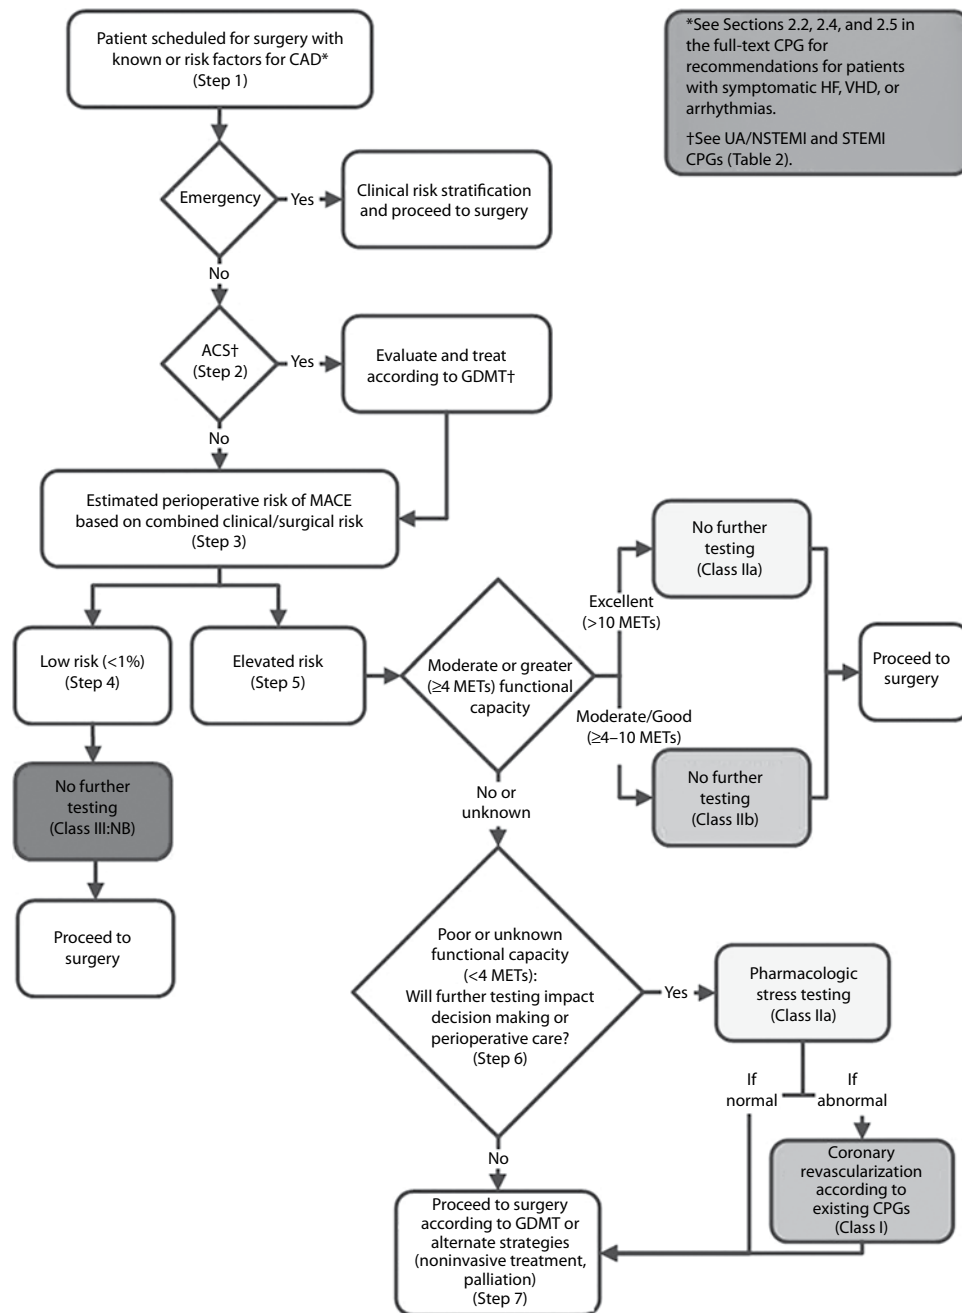 Patient scheduled for surgery with
known or risk factors for CAD*
(Step 1)
*See Sections 2.2, 2.4, and 2.5 in
the full-text CPG for
recommendations for patients
with symptomatic HF, VHD, or
arrhythmias.
†See UA/NSTEMI and STEMI
CPGs (Table 2).
Emergency
Yes
Clinical risk stratification
and proceed to surgery
No
ACS†
(Step 2)
Yes
Evaluate and treat
according to GDMT†
No
Estimated perioperative risk of MACE
based on combined clinical/surgical risk
(Step 3)
Low risk (<1%)
(Step 4)
Elevated risk
(Step 5)
Moderate or greater
(≥4 METs) functional
capacity
Excellent
(>10 METs)
No further
testing
(Class IIa)
Moderate/Good
(≥4–10 METs)
No further
testing
(Class IIb)
Proceed to
surgery
No further
testing
(Class III:NB)
Proceed to
surgery
No or
unknown
Poor or unknown
functional capacity
(<4 METs):
Will further testing impact
decision making or
perioperative care?
(Step 6)
Yes
Pharmacologic
stress testing
(Class IIa)
If
normal
If
abnormal
Coronary
revascularization
according to
existing CPGs
(Class I)
No
Proceed to surgery
according to GDMT or
alternate strategies
(noninvasive treatment,
palliation)
(Step 7)